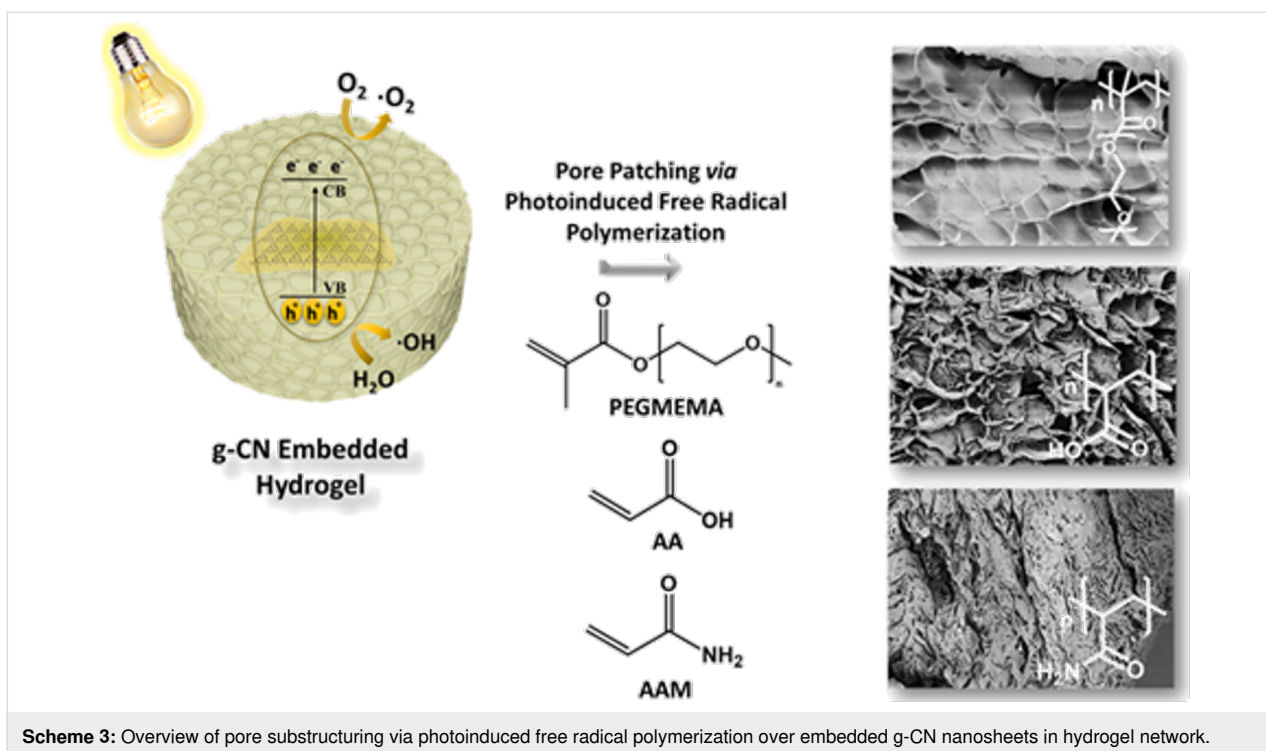 O₂ ·O₂
e⁻ e⁻ e⁻
CB
VB
h⁺ h⁺ h⁺
·OH
H₂O
g-CN Embedded
Hydrogel
Pore Patching via
Photoinduced Free Radical
Polymerization
O
O
O
n
PEGMEMA
O
OH
AA
O
NH₂
AAM
n
O
O
O
n
HO
O
n
H₂N
O
Scheme 3: Overview of pore substructuring via photoinduced free radical polymerization over embedded g-CN nanosheets in hydrogel network.